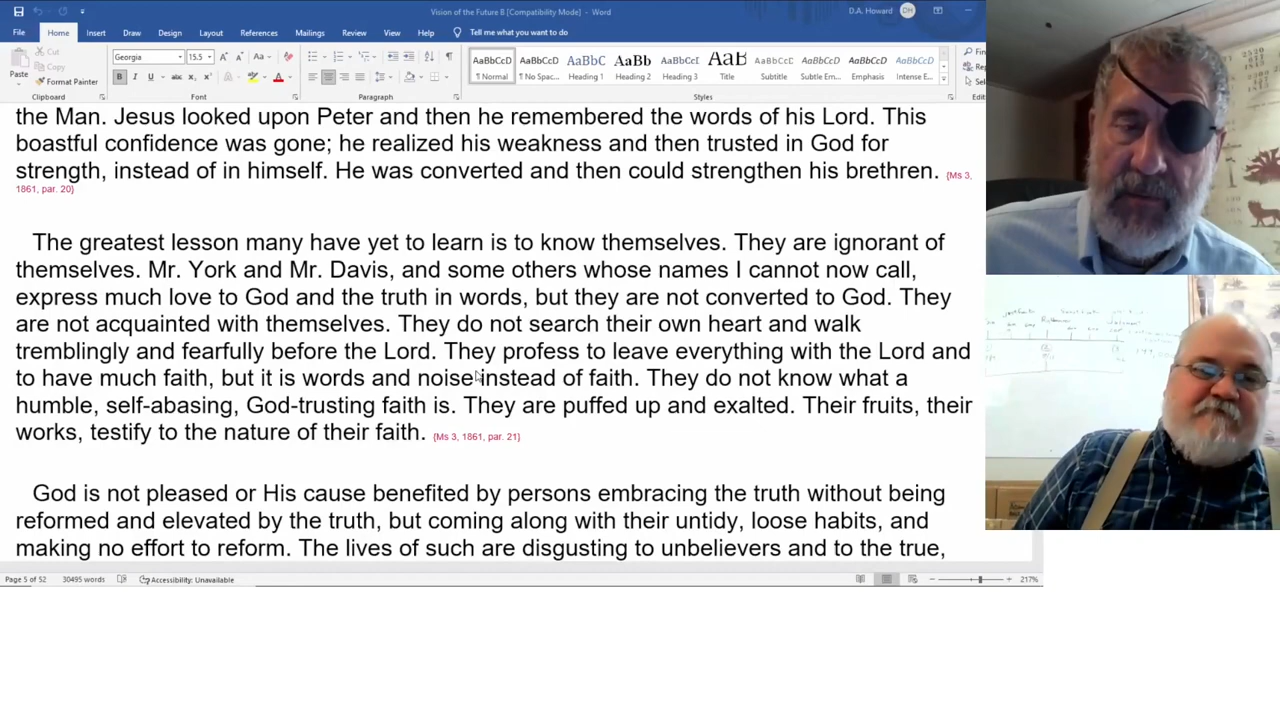 Vision of the Future 8 [Compatibility Mode] - Word
D.A. Howard DH
File Home Insert Draw Design Layout References Mailings Review View Help Tell me what you want to do
Paste Cut Copy Format Painter
Clipboard
Georgia 15.5
Font
Paragraph
AaBbCcD AaBbCcD AaBbC AaBb AaBbCcI AaB AaBbCcD AaBbCcD AaBbCcD AaBbCcD
¶ Normal ¶ No Spac... Heading 1 Heading 2 Heading 3 Title Subtitle Subtle Em... Emphasis Intense E...
Styles
the Man. Jesus looked upon Peter and then he remembered the words of his Lord. This
boastful confidence was gone; he realized his weakness and then trusted in God for
strength, instead of in himself. He was converted and then could strengthen his brethren. {Ms 3,
1861, par. 20}
The greatest lesson many have yet to learn is to know themselves. They are ignorant of
themselves. Mr. York and Mr. Davis, and some others whose names I cannot now call,
express much love to God and the truth in words, but they are not converted to God. They
are not acquainted with themselves. They do not search their own heart and walk
tremblingly and fearfully before the Lord. They profess to leave everything with the Lord and
to have much faith, but it is words and noise instead of faith. They do not know what a
humble, self-abasing, God-trusting faith is. They are puffed up and exalted. Their fruits, their
works, testify to the nature of their faith. {Ms 3, 1861, par. 21}
God is not pleased or His cause benefited by persons embracing the truth without being
reformed and elevated by the truth, but coming along with their untidy, loose habits, and
making no effort to reform. The lives of such are disgusting to unbelievers and to the true,
Page 5 of 52 30495 words Accessibility: Unavailable 217%